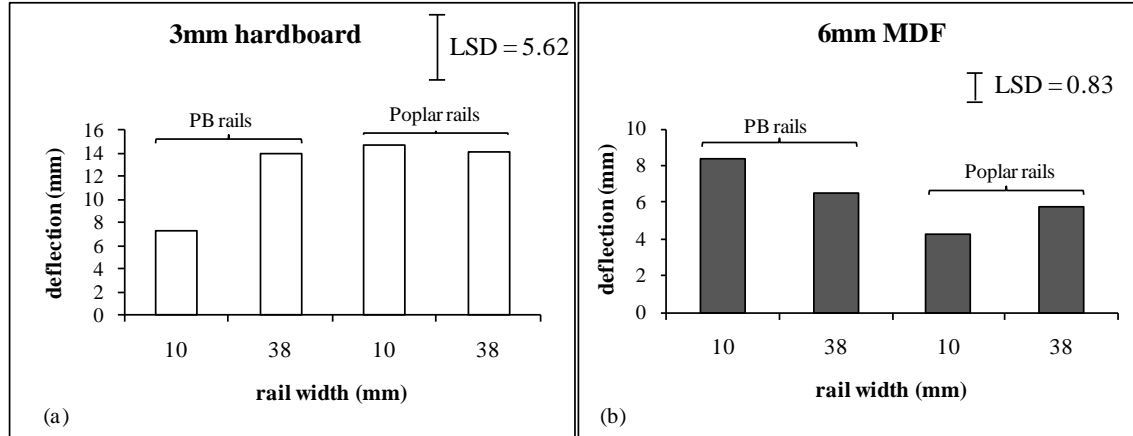 3mm hardboard
LSD = 5.62
PB rails
Poplar rails
16
14
12
10
8
6
4
2
0
deflection (mm)
10 38 10 38
rail width (mm)
(a)
6mm MDF
LSD = 0.83
PB rails
Poplar rails
10
8
6
4
2
0
deflection (mm)
10 38 10 38
rail width (mm)
(b)